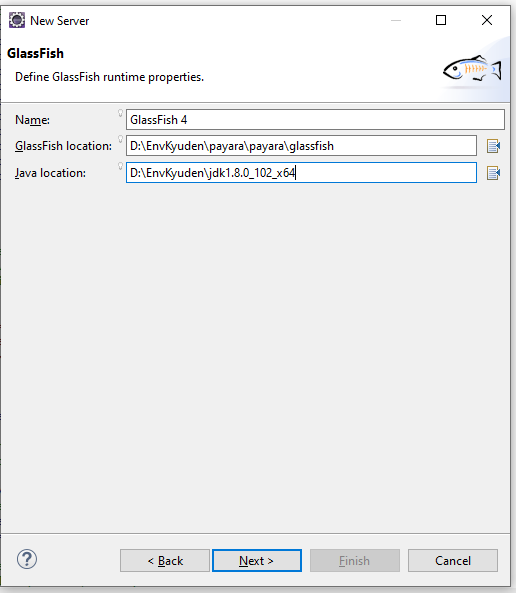 New Server
GlassFish
Define GlassFish runtime properties.
Name: GlassFish 4
GlassFish location: D:\EnvKyuden\payara\payara\glassfish
Java location: D:\EnvKyuden\jdk1.8.0_102_x64
? < Back Next > Finish Cancel